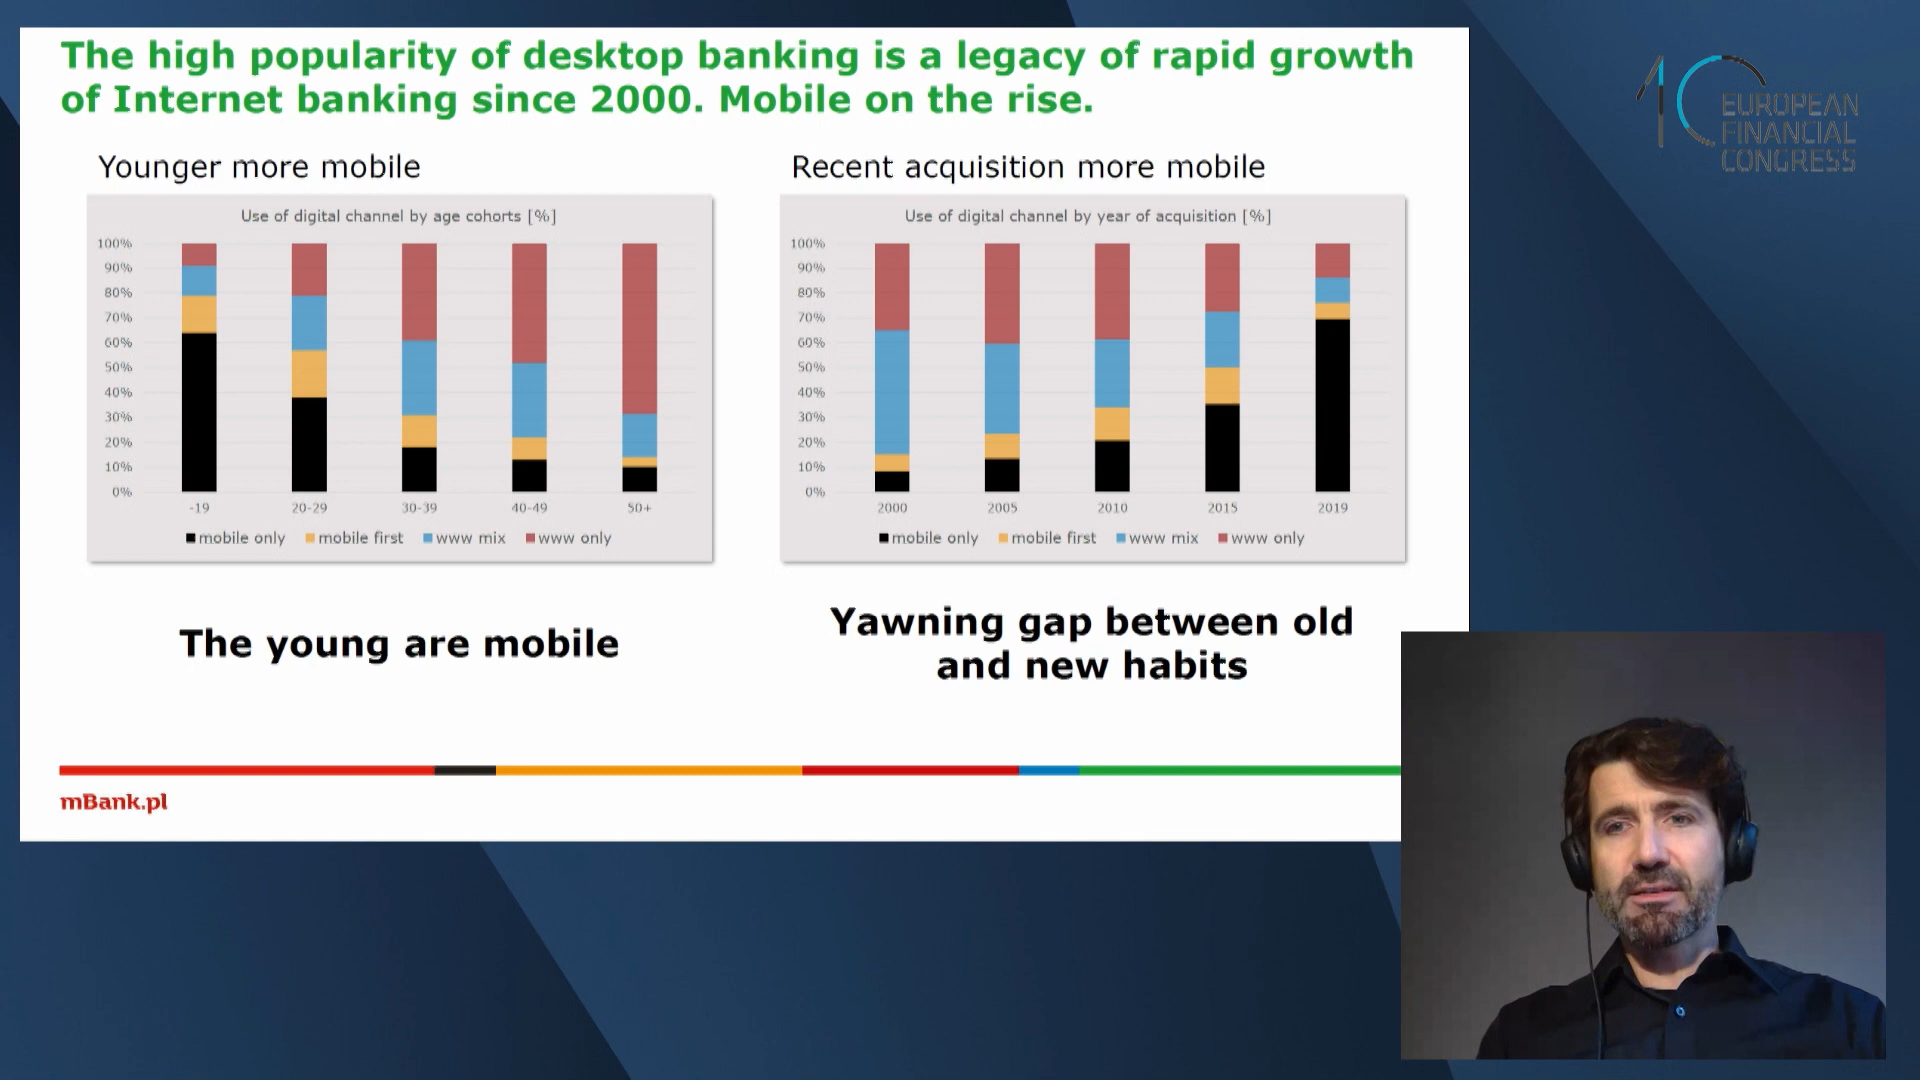 The high popularity of desktop banking is a legacy of rapid growth
of Internet banking since 2000. Mobile on the rise.
Younger more mobile
Use of digital channel by age cohorts [%]
100%
90%
80%
70%
60%
50%
40%
30%
20%
10%
0%
-19 20-29 30-39 40-49 50+
mobile only mobile first www mix www only
The young are mobile
Recent acquisition more mobile
Use of digital channel by year of acquisition [%]
100%
90%
80%
70%
60%
50%
40%
30%
20%
10%
0%
2000 2005 2010 2015 2019
mobile only mobile first www mix www only
Yawning gap between old
and new habits
mBank.pl
10
EUROPEAN
FINANCIAL
CONGRESS